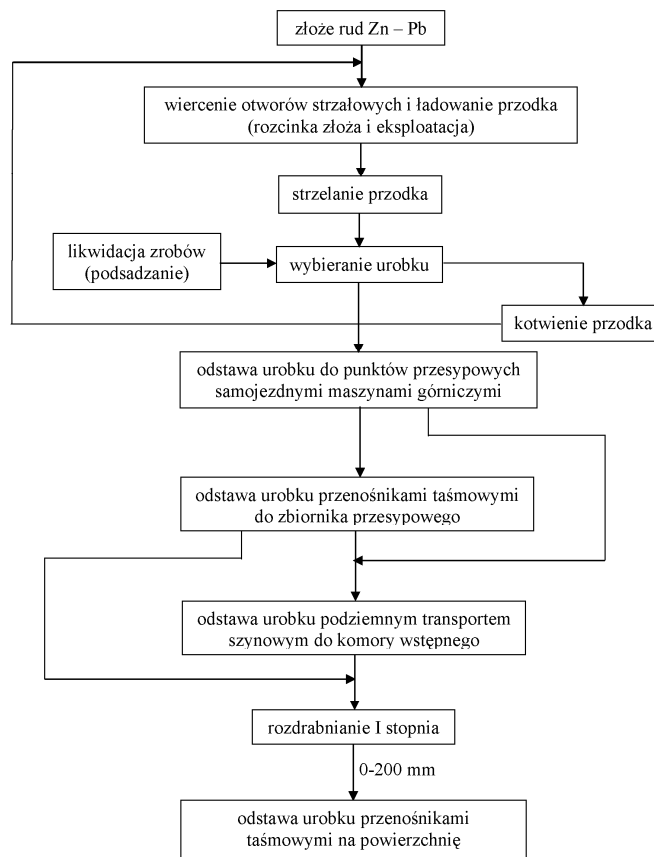 złoże rud Zn – Pb
wiercenie otworów strzałowych i ładowanie przodka
(rozcinka złoża i eksploatacja)
strzelanie przodka
likwidacja zrobów
(podsadzanie)
wybieranie urobku
kotwienie przodka
odstawa urobku do punktów przesypowych
samojezdnymi maszynami górniczymi
odstawa urobku przenośnikami taśmowymi
do zbiornika przesypowego
odstawa urobku podziemnym transportem
szynowym do komory wstępnego
rozdrabnianie I stopnia
0-200 mm
odstawa urobku przenośnikami
taśmowymi na powierzchnię